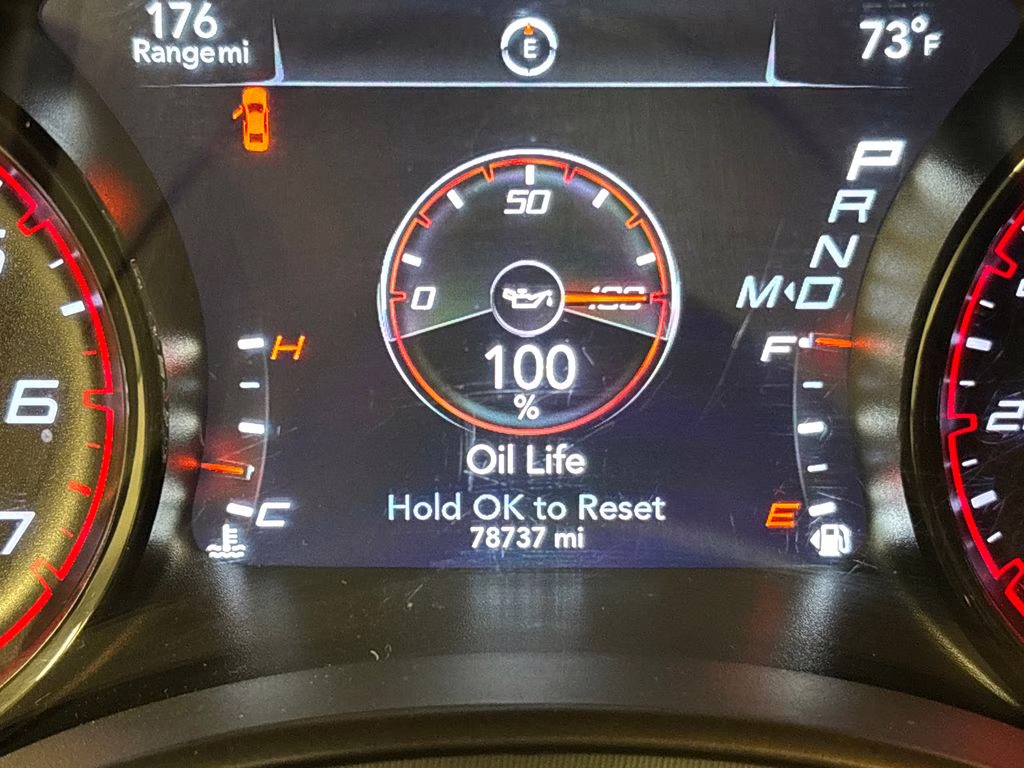 176
Range mi
E
73°F
P
R
N
M D
50
0
100
100
%
H
C
F
E
Oil Life
Hold OK to Reset
78737 mi
6
7